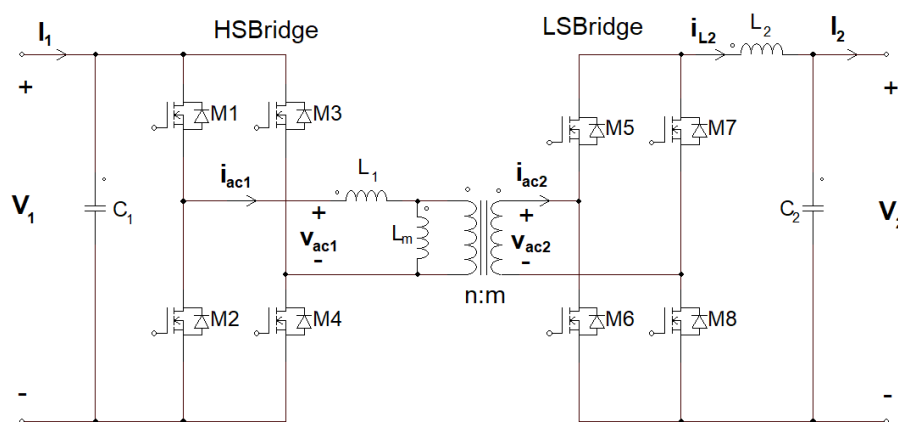 I1 HSBridge LSBridge iL2 L2 I2
+ M1 M3 M5 M7 +
iac1 L1 iac2
V1 C1 + vac1 - Lm + vac2 - C2 V2
n:m
M2 M4 M6 M8
- -